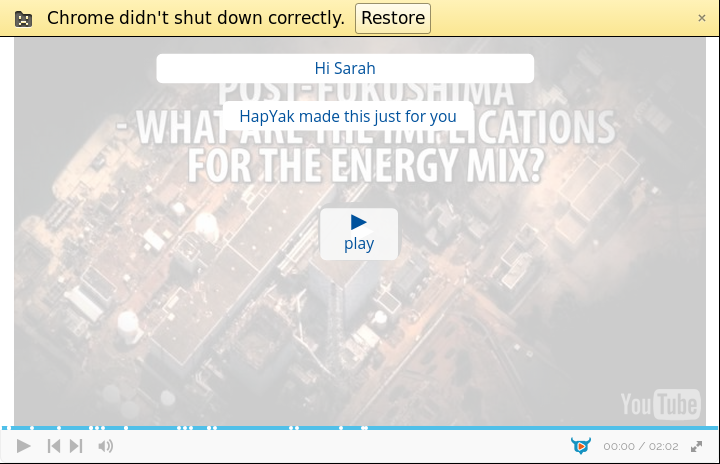 Chrome didn't shut down correctly. Restore ×
Hi Sarah
POST-FUKUSHIMA
HapYak made this just for you
- WHAT ARE THE IMPLICATIONS
FOR THE ENERGY MIX?
play
YouTube
00:00 / 02:02